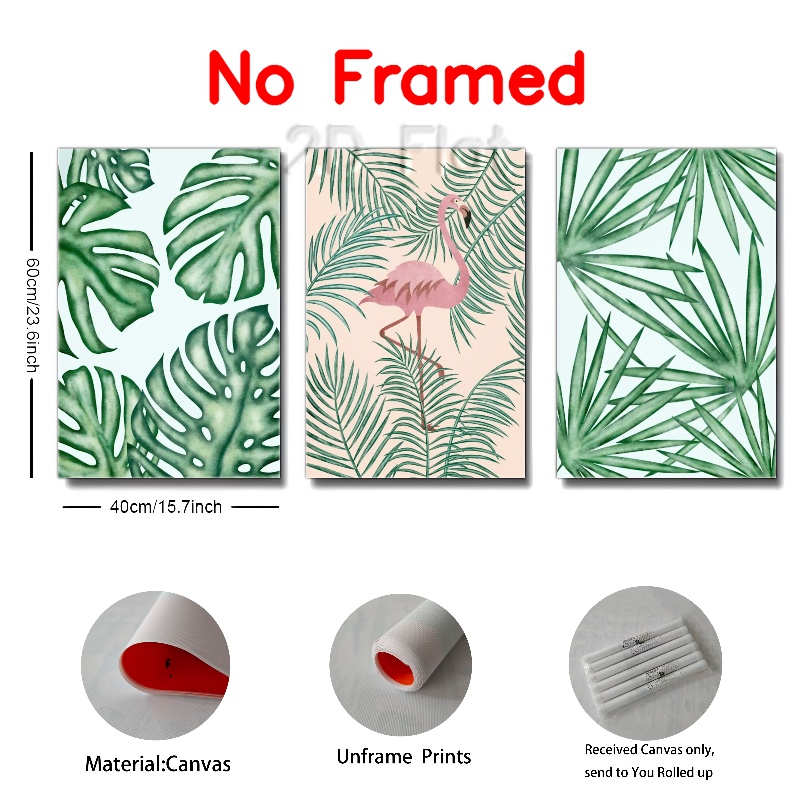 No Framed
2D Flat
60cm/23.6inch
40cm/15.7inch
Material:Canvas
Unframe Prints
Received Canvas only,
send to You Rolled up